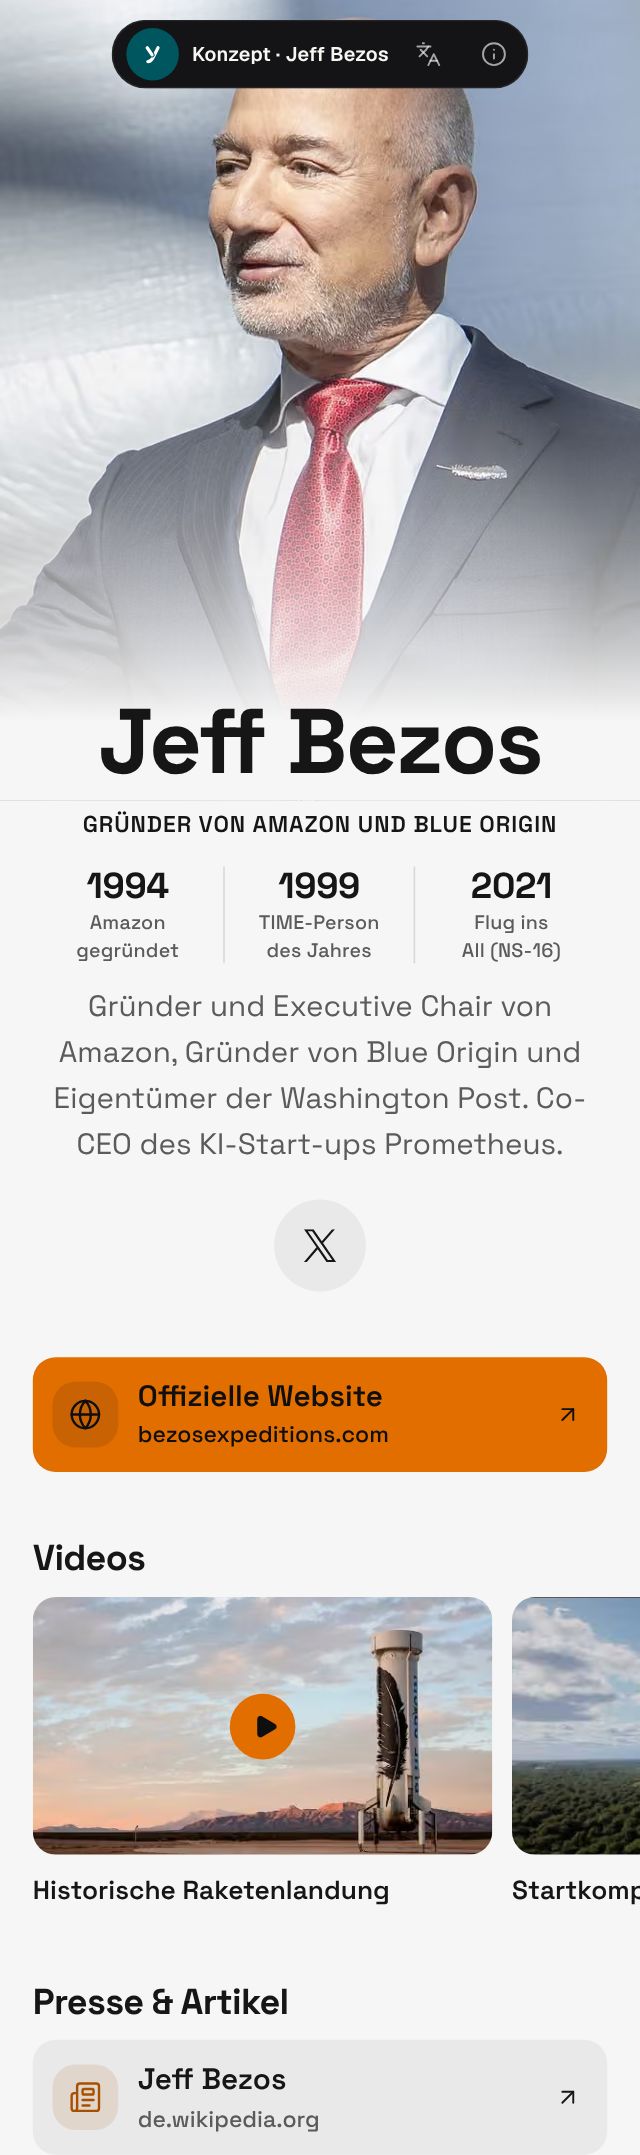 y
Konzept · Jeff Bezos
Jeff Bezos
GRÜNDER VON AMAZON UND BLUE ORIGIN
1994
Amazon
gegründet
1999
TIME-Person
des Jahres
2021
Flug ins
All (NS-16)
Gründer und Executive Chair von
Amazon, Gründer von Blue Origin und
Eigentümer der Washington Post. Co-
CEO des KI-Start-ups Prometheus.
Offizielle Website
bezosexpeditions.com
Videos
Historische Raketenlandung
Startkomp
Presse & Artikel
Jeff Bezos
de.wikipedia.org